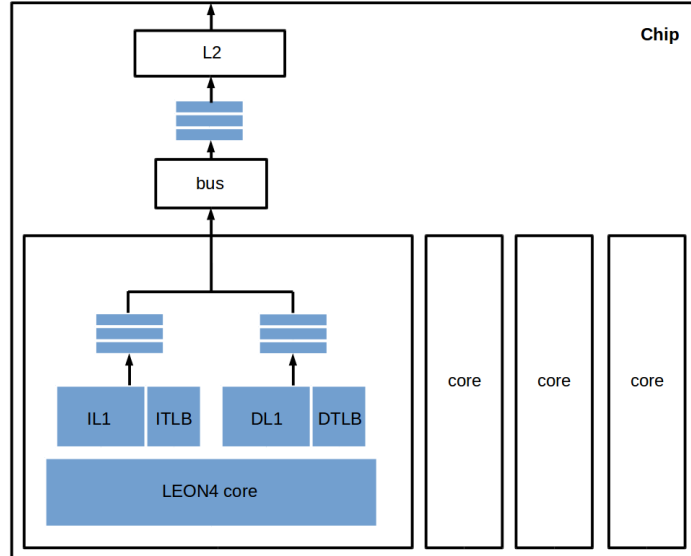 Chip
L2
bus
core
core
core
IL1
ITLB
DL1
DTLB
LEON4 core